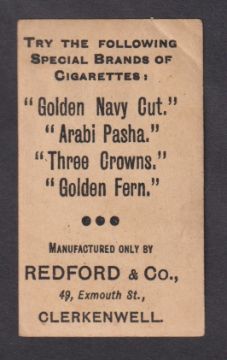 TRY THE FOLLOWING
SPECIAL BRANDS OF
CIGARETTES:
"Golden Navy Cut."
"Arabi Pasha."
"Three Crowns."
"Golden Fern."
MANUFACTURED ONLY BY
REDFORD & CO.,
49, Exmouth St.,
CLERKENWELL.